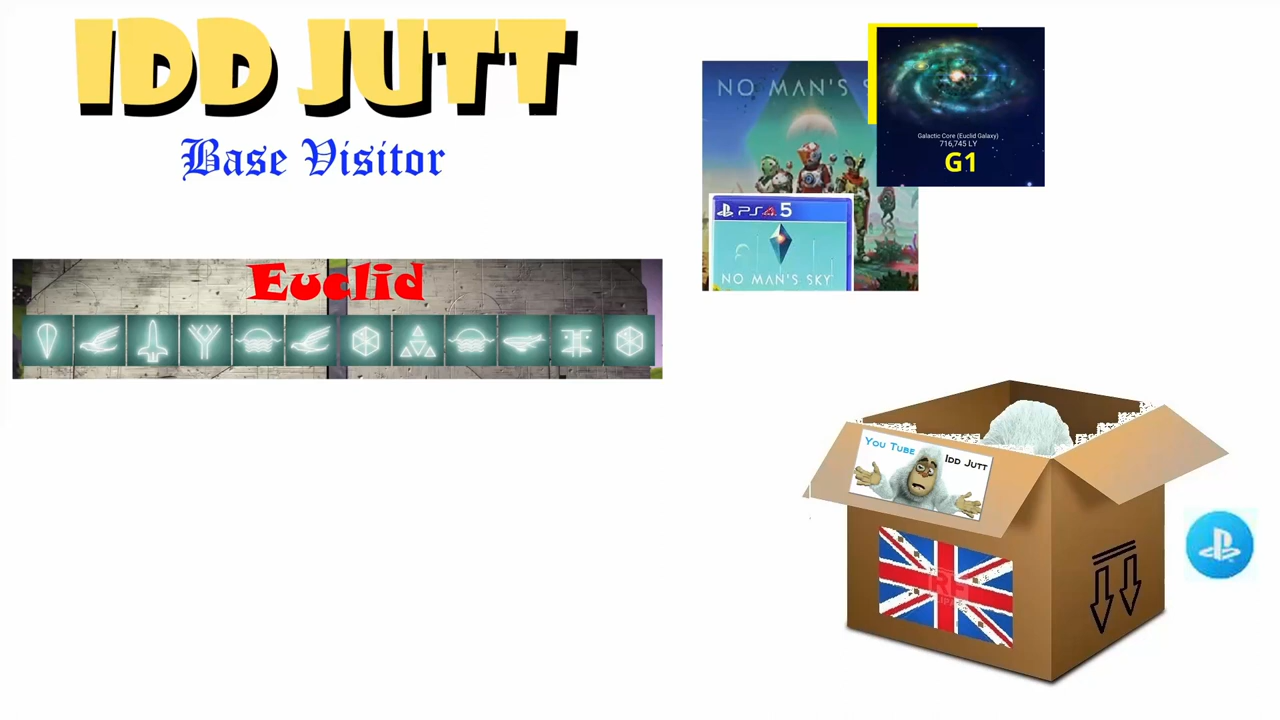 IDD JUTT
Base Visitor
NO MAN'S S
Galactic Core (Euclid Galaxy)
716,745 LY
G1
PS4 5
NO MAN'S SKY
Euclid
YOU TUBE
IDD JUTT